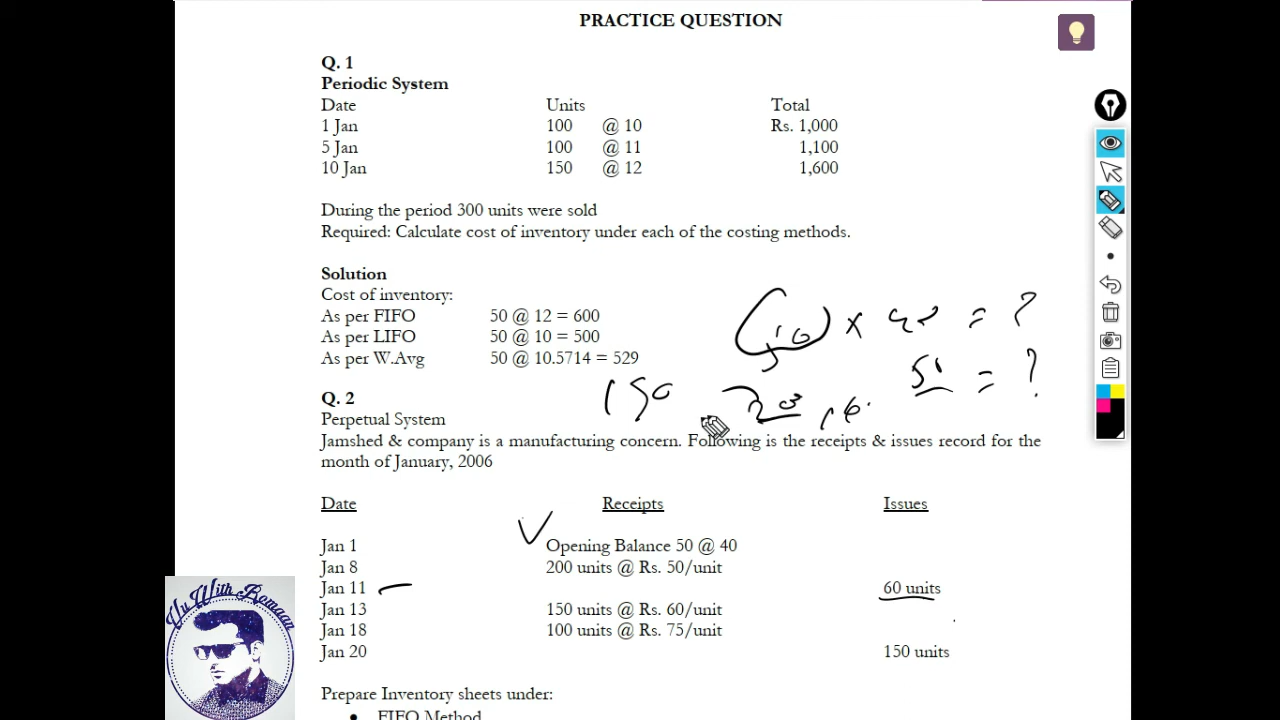 PRACTICE QUESTION
Q. 1
Periodic System
Date Units Total
1 Jan 100 @ 10 Rs. 1,000
5 Jan 100 @ 11 1,100
10 Jan 150 @ 12 1,600
During the period 300 units were sold
Required: Calculate cost of inventory under each of the costing methods.
Solution
Cost of inventory:
As per FIFO 50 @ 12 = 600
As per LIFO 50 @ 10 = 500
As per W.Avg 50 @ 10.5714 = 529
= ?
= ?
150
Q. 2
Perpetual System
Jamshed & company is a manufacturing concern. Following is the receipts & issues record for the
month of January, 2006
Date Receipts Issues
Jan 1 Opening Balance 50 @ 40
Jan 8 200 units @ Rs. 50/unit
Jan 11 60 units
Jan 13 150 units @ Rs. 60/unit
Jan 18 100 units @ Rs. 75/unit
Jan 20 150 units
Prepare Inventory sheets under:
• FIFO Method